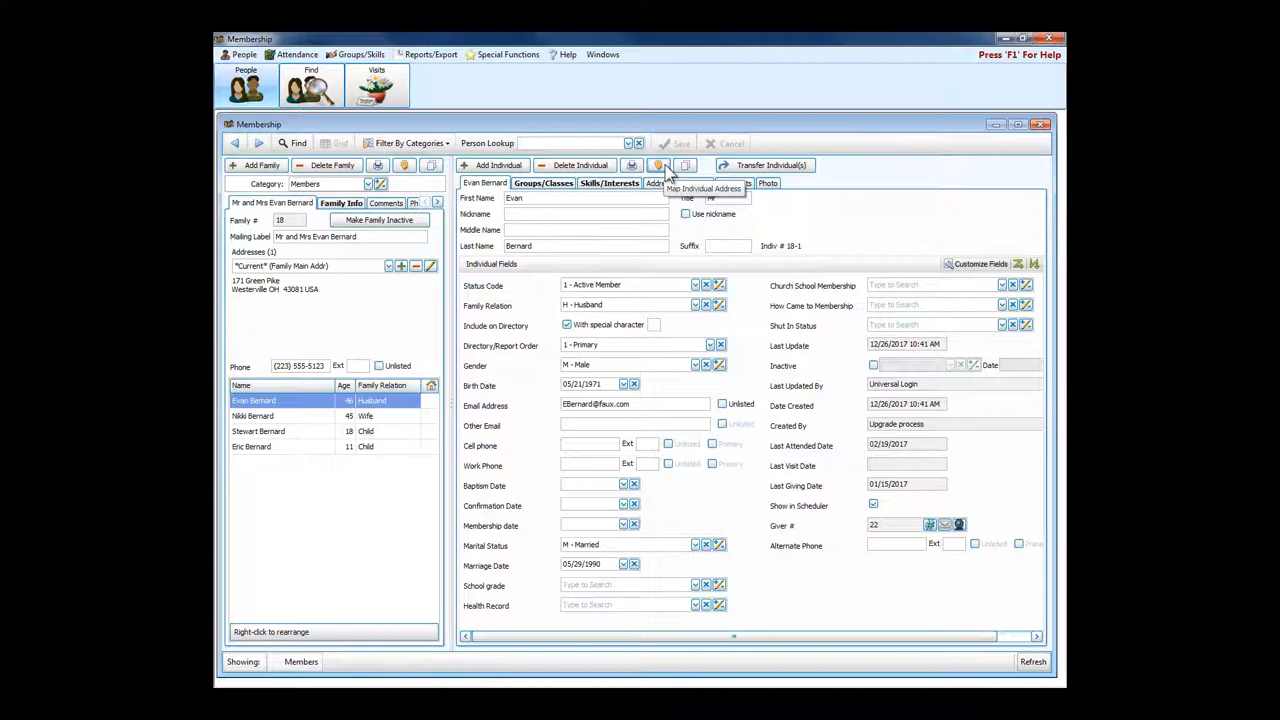 Membership
People Attendance Groups/Skills Reports/Export Special Functions Help Windows Press 'F1' For Help
People Find Visits
Membership
Find Grid Filter By Categories Person Lookup Save Cancel
Add Family Delete Family
Category: Members
Mr and Mrs Evan Bernard Family Info Comments Ph
Family # 18 Make Family Inactive
Mailing Label Mr and Mrs Evan Bernard
Addresses (1)
*Current* (Family Main Addr)
171 Green Pike
Westerville OH 43081 USA
Phone (223) 555-5123 Ext Unlisted
Name Age Family Relation
Evan Bernard 46 Husband
Nikki Bernard 45 Wife
Stewart Bernard 18 Child
Eric Bernard 11 Child
Right-click to rearrange
Showing: Members Refresh
Add Individual Delete Individual Transfer Individual(s)
Evan Bernard Groups/Classes Skills/Interests Photo
Map Individual Address
First Name Evan Title Mr
Nickname Use nickname
Middle Name
Last Name Bernard Suffix Indiv # 18-1
Individual Fields Customize Fields
Status Code 1 - Active Member
Family Relation H - Husband
Include on Directory With special character
Directory/Report Order 1 - Primary
Gender M - Male
Birth Date 05/21/1971
Email Address EBernard@faux.com Unlisted
Other Email Unlisted
Cell phone Ext Unlisted Primary
Work Phone Ext Unlisted Primary
Baptism Date
Confirmation Date
Membership date
Marital Status M - Married
Marriage Date 05/29/1990
School grade Type to Search
Health Record Type to Search
Church School Membership Type to Search
How Came to Membership Type to Search
Shut In Status Type to Search
Last Update 12/26/2017 10:41 AM
Inactive Date
Last Updated By Universal Login
Date Created 12/26/2017 10:41 AM
Created By Upgrade process
Last Attended Date 02/19/2017
Last Visit Date
Last Giving Date 01/15/2017
Show in Scheduler
Giver # 22
Alternate Phone Ext Unlisted